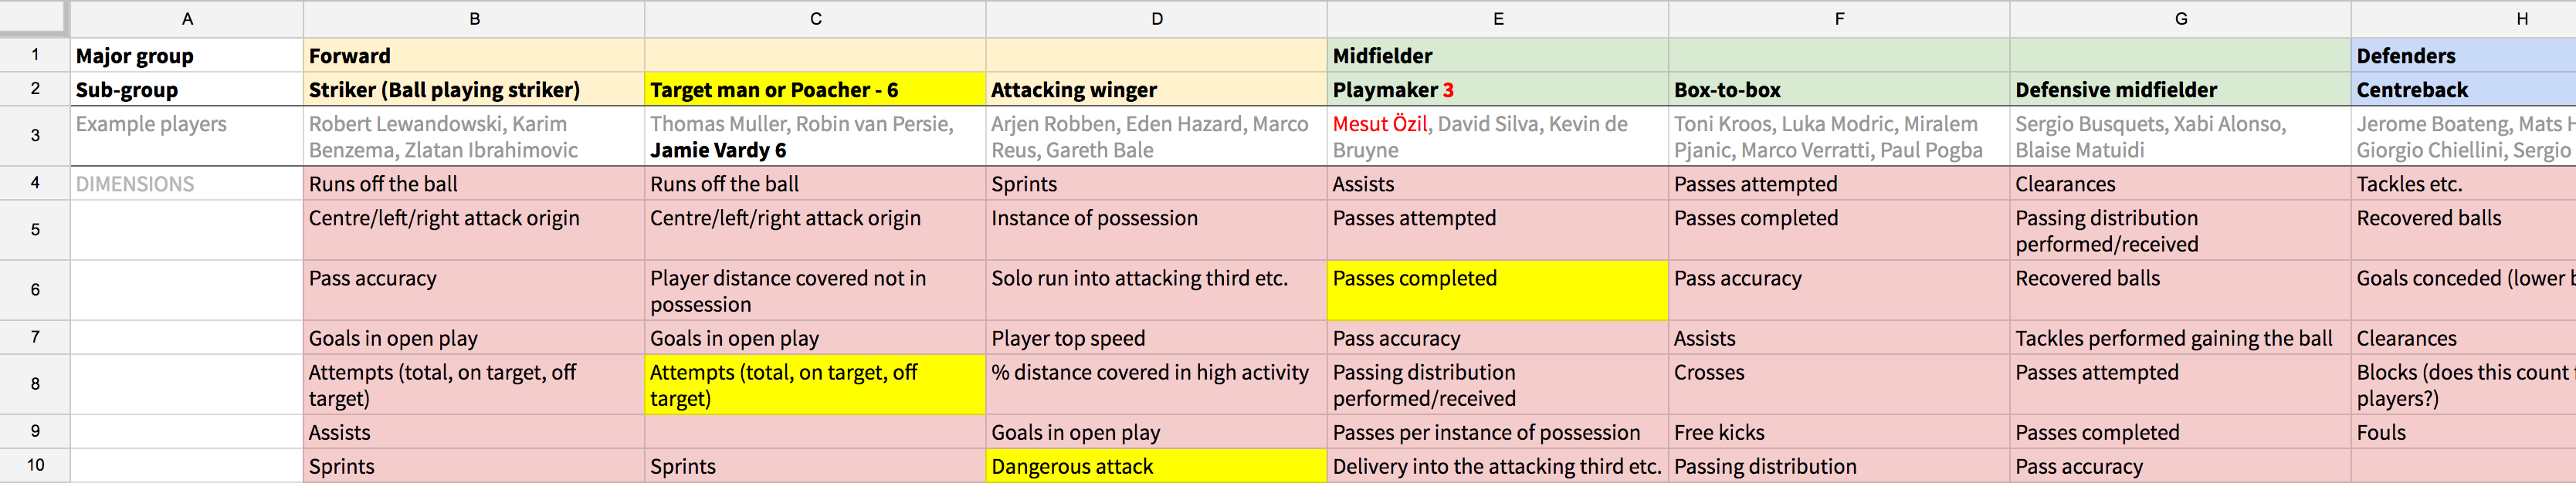 A B C D E F G H
1 Major group Forward Midfielder Defenders
2 Sub-group Striker (Ball playing striker) Target man or Poacher - 6 Attacking winger Playmaker 3 Box-to-box Defensive midfielder Centreback
3 Example players Robert Lewandowski, Karim Thomas Muller, Robin van Persie, Arjen Robben, Eden Hazard, Marco Mesut Özil, David Silva, Kevin de Toni Kroos, Luka Modric, Miralem Sergio Busquets, Xabi Alonso, Jerome Boateng, Mats
Benzema, Zlatan Ibrahimovic Jamie Vardy 6 Reus, Gareth Bale Bruyne Pjanic, Marco Verratti, Paul Pogba Blaise Matuidi Giorgio Chiellini, Sergio
4 DIMENSIONS Runs off the ball Runs off the ball Sprints Assists Passes attempted Clearances Tackles etc.
5 Centre/left/right attack origin Centre/left/right attack origin Instance of possession Passes attempted Passes completed Passing distribution Recovered balls
performed/received
6 Pass accuracy Player distance covered not in Solo run into attacking third etc. Passes completed Pass accuracy Recovered balls Goals conceded (lower
possession
7 Goals in open play Goals in open play Player top speed Pass accuracy Assists Tackles performed gaining the ball Clearances
8 Attempts (total, on target, off Attempts (total, on target, off % distance covered in high activity Passing distribution Crosses Passes attempted Blocks (does this count
target) target) performed/received players?)
9 Assists Goals in open play Passes per instance of possession Free kicks Passes completed Fouls
10 Sprints Sprints Dangerous attack Delivery into the attacking third etc. Passing distribution Pass accuracy